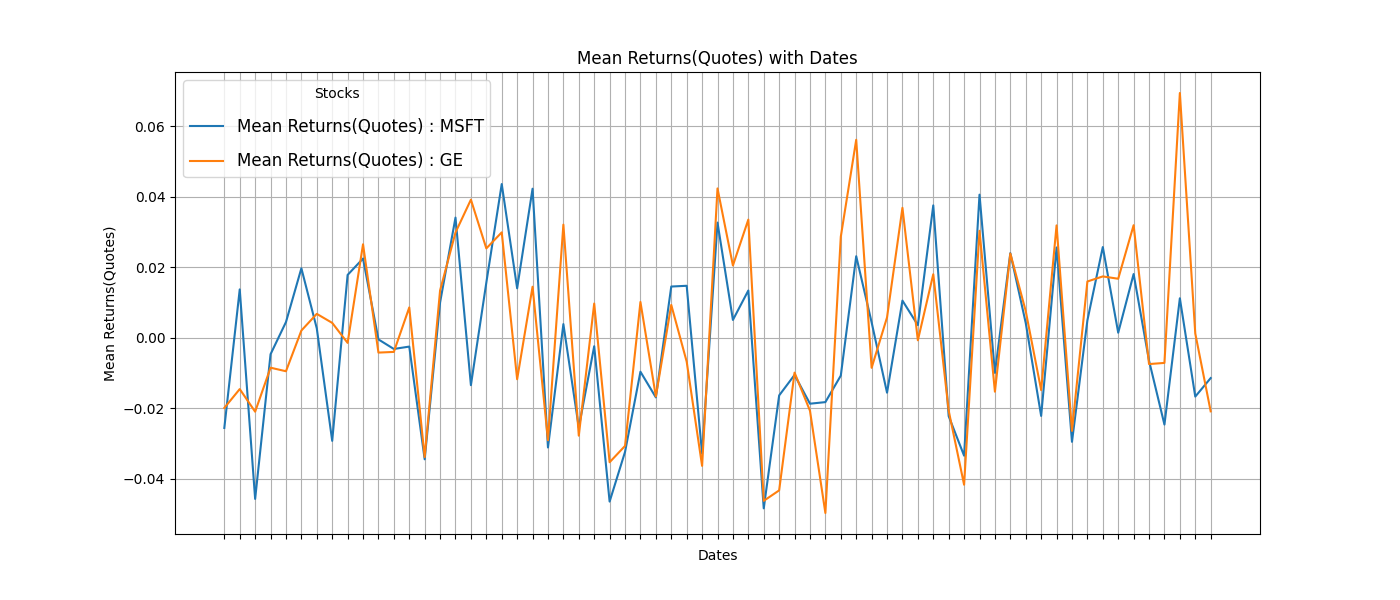 Mean Returns(Quotes) with Dates
Stocks
Mean Returns(Quotes) : MSFT
Mean Returns(Quotes) : GE
Mean Returns(Quotes)
0.06
0.04
0.02
0.00
−0.02
−0.04
Dates